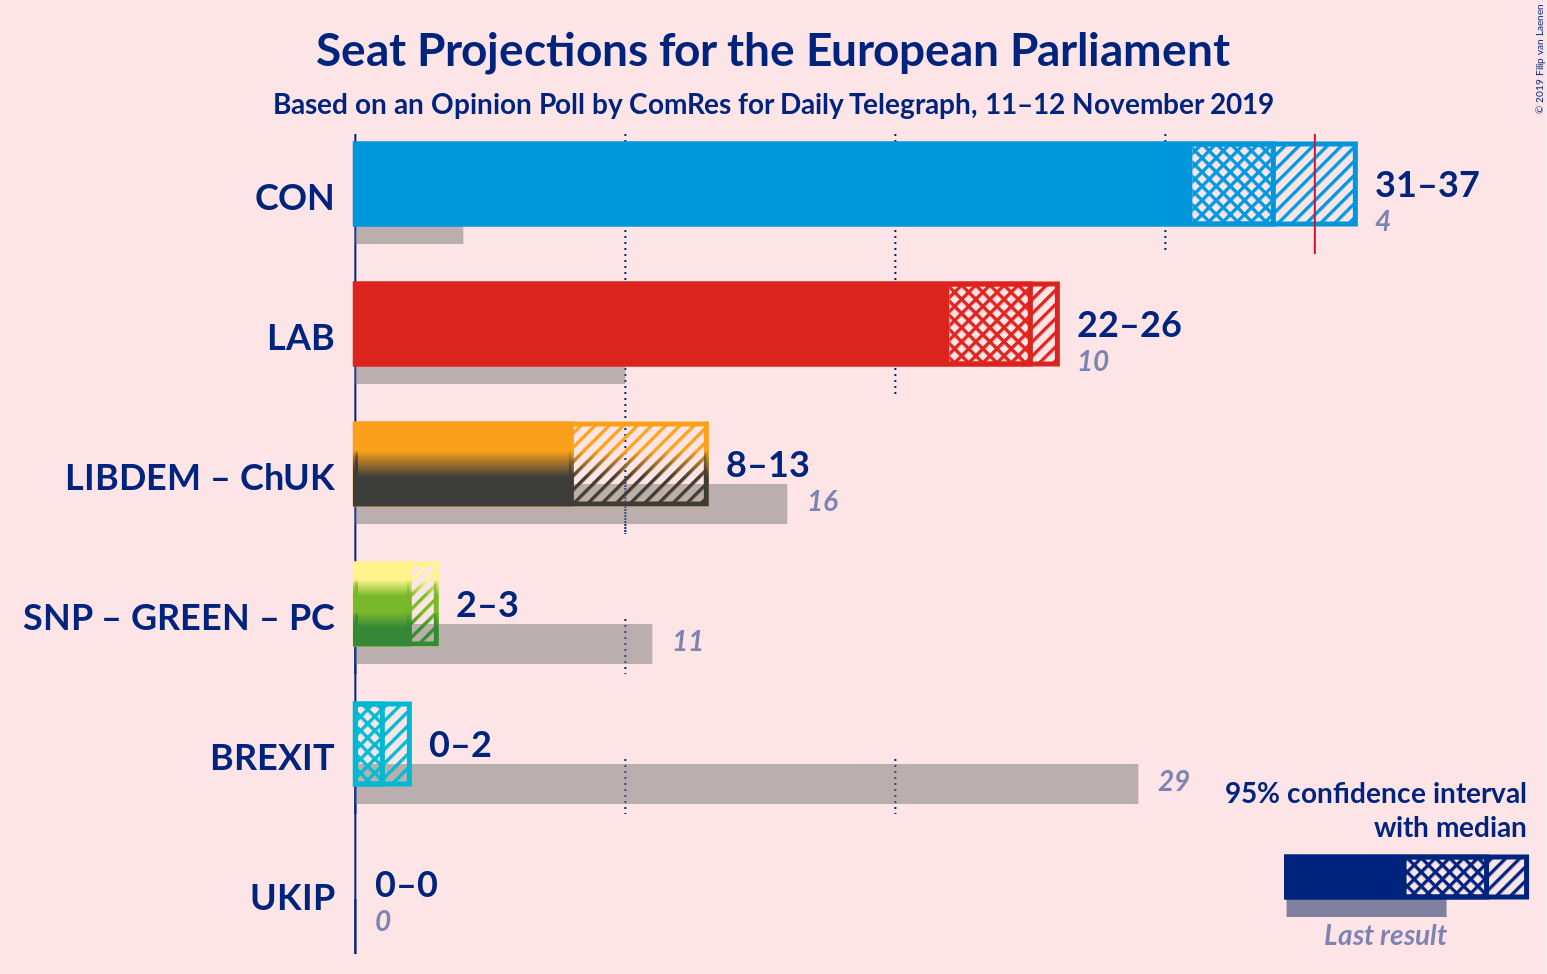 Seat Projections for the European Parliament
Based on an Opinion Poll by ComRes for Daily Telegraph, 11–12 November 2019
© 2019 Filip van Laenen
CON
31–37
4
LAB
22–26
10
LIBDEM – ChUK
8–13
16
SNP – GREEN – PC
2–3
11
BREXIT
0–2
29
UKIP
0–0
0
95% confidence interval
with median
Last result